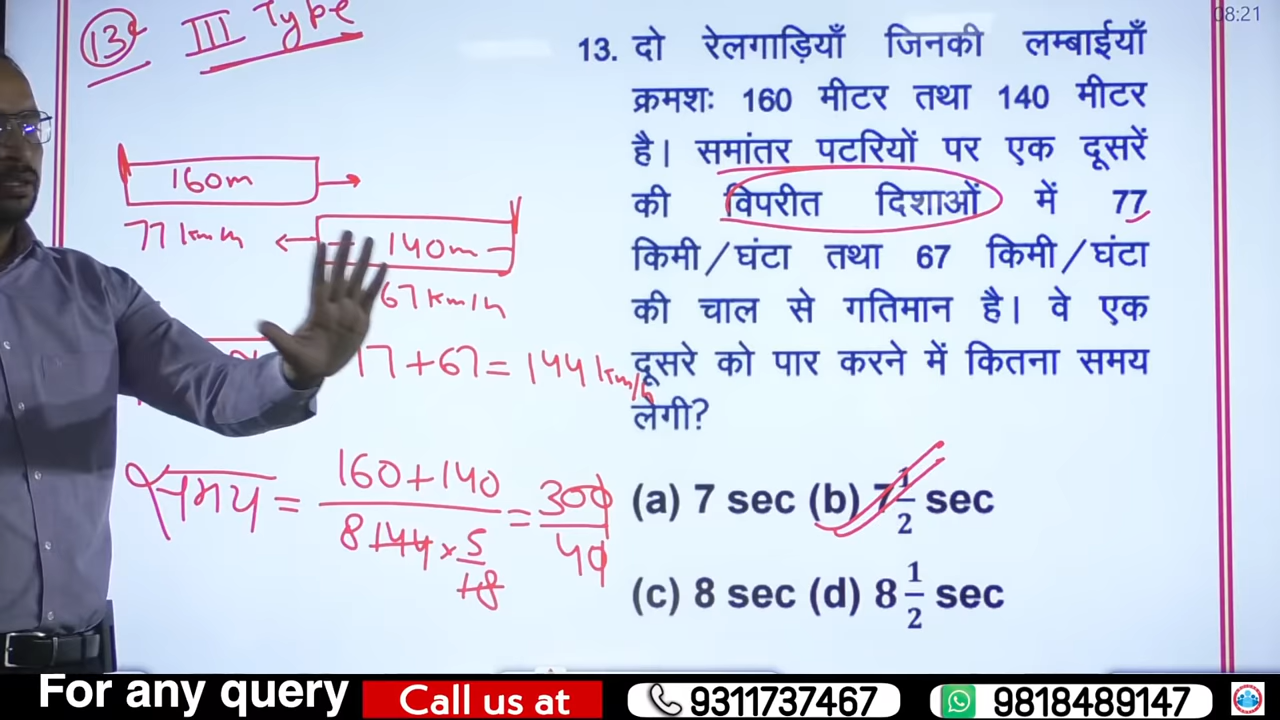 08:21
13 III Type
13. दो रेलगाड़ियाँ जिनकी लम्बाईयाँ
क्रमशः 160 मीटर तथा 140 मीटर
है। समांतर पटरियों पर एक दूसरें
की विपरीत दिशाओं में 77
किमी/घंटा तथा 67 किमी/घंटा
की चाल से गतिमान है। वे एक
दूसरे को पार करने में कितना समय
लेगी?
(a) 7 sec (b) 7 1/2 sec
(c) 8 sec (d) 8 1/2 sec
160m
77 km/h
140m
67 km/h
77+67 = 144 km/h
समय = 160+140 / 8 144 × 5/18 = 300/40
For any query
Call us at
9311737467
9818489147